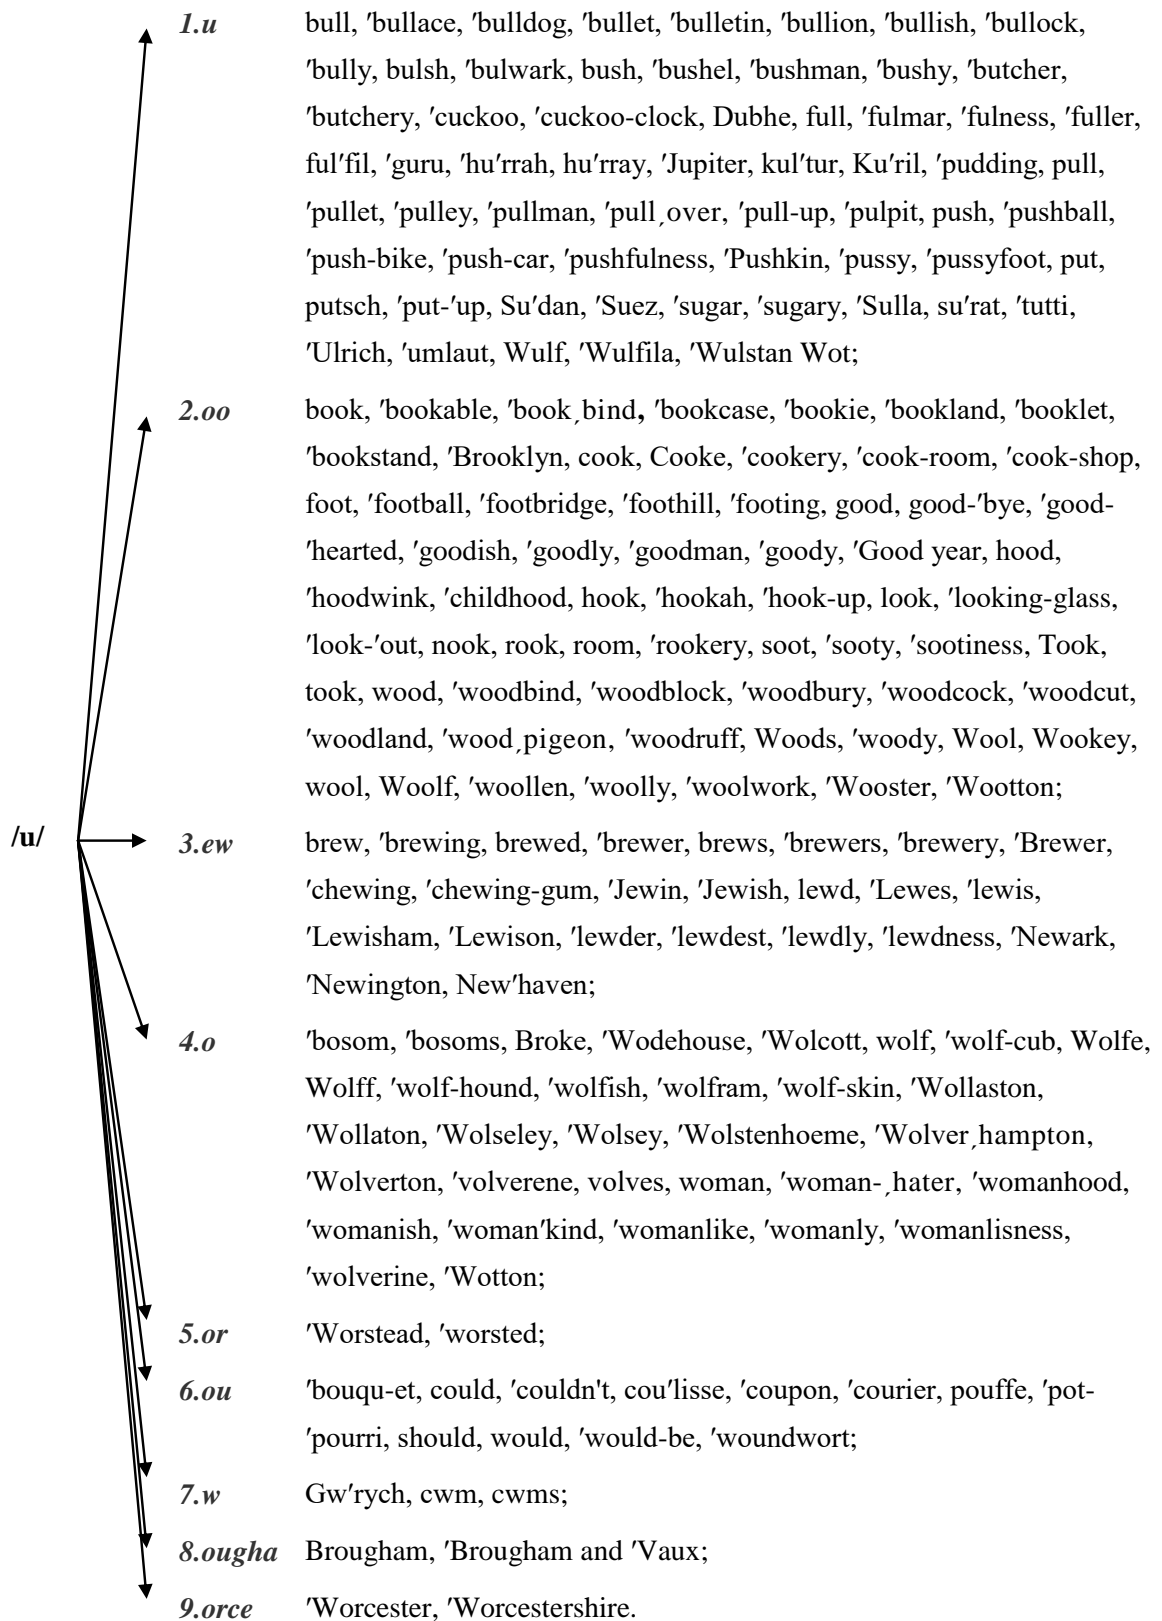 1.u bull, ′bullace, ′bulldog, ′bullet, ′bulletin, ′bullion, ′bullish, ′bullock,
′bully, bulsh, ′bulwark, bush, ′bushel, ′bushman, ′bushy, ′butcher,
′butchery, ′cuckoo, ′cuckoo-clock, Dubhe, full, ′fulmar, ′fulness, ′fuller,
ful′fil, ′guru, ′hu′rrah, hu′rray, ′Jupiter, kul′tur, Ku′ril, ′pudding, pull,
′pullet, ′pulley, ′pullman, ′pull ̦over, ′pull-up, ′pulpit, push, ′pushball,
′push-bike, ′push-car, ′pushfulness, ′Pushkin, ′pussy, ′pussyfoot, put,
putsch, ′put-′up, Su′dan, ′Suez, ′sugar, ′sugary, ′Sulla, su′rat, ′tutti,
′Ulrich, ′umlaut, Wulf, ′Wulfila, ′Wulstan Wot;
2.oo book, ′bookable, ′book ̦bind, ′bookcase, ′bookie, ′bookland, ′booklet,
′bookstand, ′Brooklyn, cook, Cooke, ′cookery, ′cook-room, ′cook-shop,
foot, ′football, ′footbridge, ′foothill, ′footing, good, good-′bye, ′good-
′hearted, ′goodish, ′goodly, ′goodman, ′goody, ′Good year, hood,
′hoodwink, ′childhood, hook, ′hookah, ′hook-up, look, ′looking-glass,
′look-′out, nook, rook, room, ′rookery, soot, ′sooty, ′sootiness, Took,
took, wood, ′woodbind, ′woodblock, ′woodbury, ′woodcock, ′woodcut,
′woodland, ′wood ̦pigeon, ′woodruff, Woods, ′woody, Wool, Wookey,
wool, Woolf, ′woollen, ′woolly, ′woolwork, ′Wooster, ′Wootton;
/u/ 3.ew brew, ′brewing, brewed, ′brewer, brews, ′brewers, ′brewery, ′Brewer,
′chewing, ′chewing-gum, ′Jewin, ′Jewish, lewd, ′Lewes, ′lewis,
′Lewisham, ′Lewison, ′lewder, ′lewdest, ′lewdly, ′lewdness, ′Newark,
′Newington, New′haven;
4.o ′bosom, ′bosoms, Broke, ′Wodehouse, ′Wolcott, wolf, ′wolf-cub, Wolfe,
Wolff, ′wolf-hound, ′wolfish, ′wolfram, ′wolf-skin, ′Wollaston,
′Wollaton, ′Wolseley, ′Wolsey, ′Wolstenhoeme, ′Wolver ̦hampton,
′Wolverton, ′volverene, volves, woman, ′woman- ̦hater, ′womanhood,
′womanish, ′woman′kind, ′womanlike, ′womanly, ′womanlisness,
′wolverine, ′Wotton;
5.or ′Worstead, ′worsted;
6.ou ′bouqu-et, could, ′couldn't, cou′lisse, ′coupon, ′courier, pouffe, ′pot-
′pourri, should, would, ′would-be, ′woundwort;
7.w Gw′rych, cwm, cwms;
8.ougha Brougham, ′Brougham and ′Vaux;
9.orce ′Worcester, ′Worcestershire.